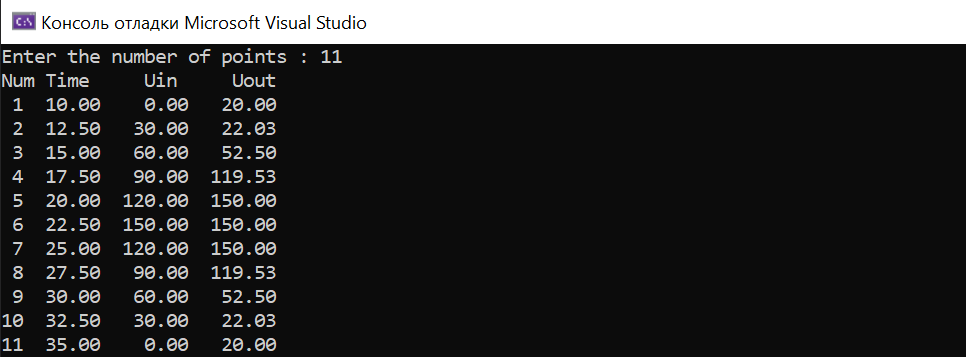 Консоль отладки Microsoft Visual Studio
Enter the number of points : 11
Num Time     Uin     Uout
 1  10.00    0.00   20.00
 2  12.50   30.00   22.03
 3  15.00   60.00   52.50
 4  17.50   90.00  119.53
 5  20.00  120.00  150.00
 6  22.50  150.00  150.00
 7  25.00  120.00  150.00
 8  27.50   90.00  119.53
 9  30.00   60.00   52.50
10  32.50   30.00   22.03
11  35.00    0.00   20.00